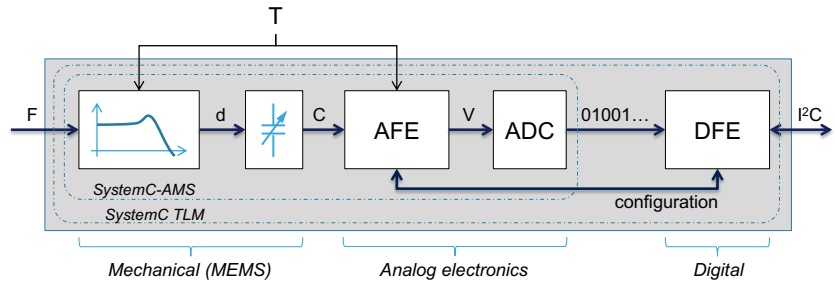 T
F
d
C
AFE
V
ADC
01001...
DFE
I²C
SystemC-AMS
SystemC TLM
configuration
Mechanical (MEMS)
Analog electronics
Digital